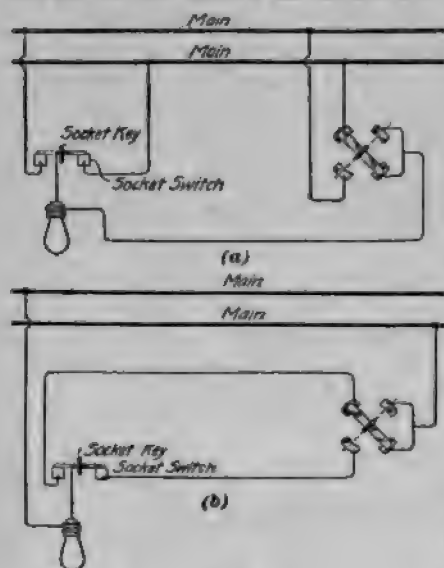 Main
Main
Socket Key
Socket Switch
(a)
Main
Main
Socket Key
Socket Switch
(b)